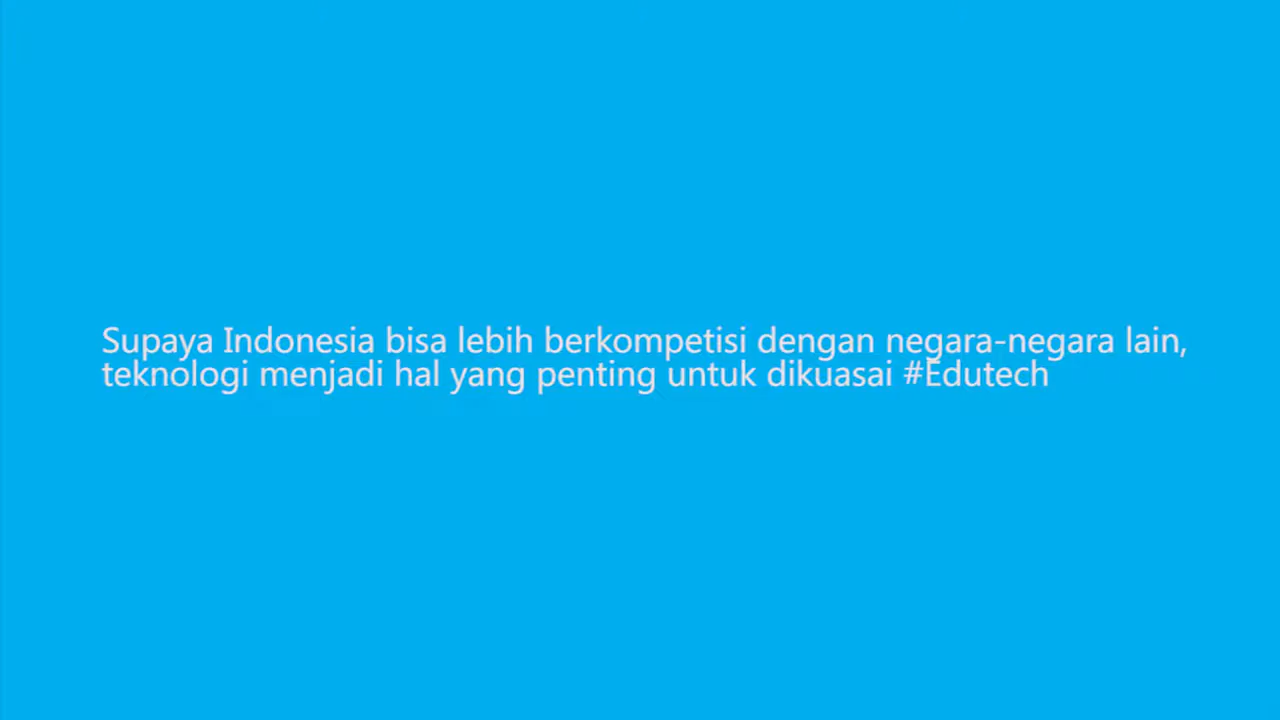 Supaya Indonesia bisa lebih berkompetisi dengan negara-negara lain,
teknologi menjadi hal yang penting untuk dikuasai #Edutech